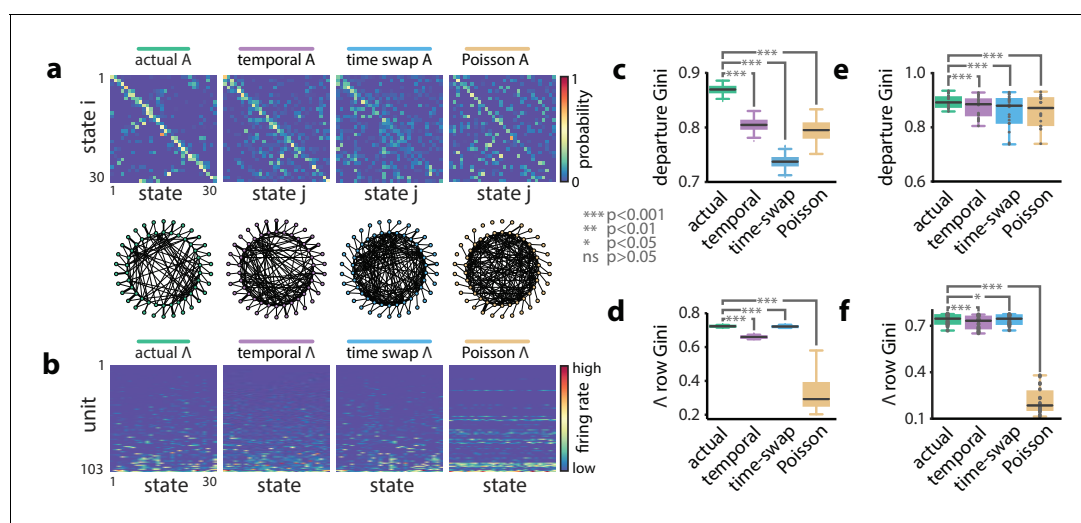 a
actual A
temporal A
time swap A
Poisson A
1
state i
30
1
state
30
state j
state j
state j
1
probability
0
b
actual Λ
temporal Λ
time swap Λ
Poisson Λ
1
unit
103
1
state
30
state
state
state
high
firing rate
low
c
departure Gini
0.9
0.8
0.7
***
***
***
actual
temporal
time-swap
Poisson
*** p<0.001
** p<0.01
* p<0.05
ns p>0.05
d
Λ row Gini
0.8
0.6
0.4
0.2
***
***
***
actual
temporal
time-swap
Poisson
e
departure Gini
1.0
0.8
0.6
***
***
***
actual
temporal
time-swap
Poisson
f
Λ row Gini
0.7
0.4
0.1
***
*
***
actual
temporal
time-swap
Poisson